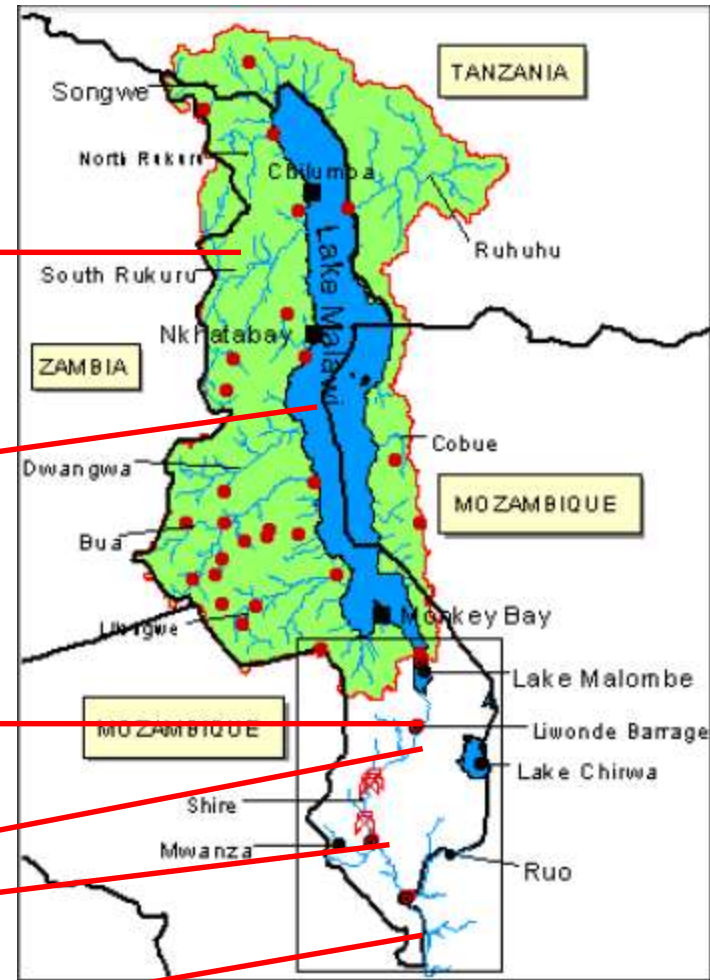 TANZANIA
Songwe
North Rukuru
Chilumba
Lake Malawi
Ruhuhu
South Rukuru
Nkhatabay
ZAMBIA
Cobue
Dwangwa
MOZAMBIQUE
Bua
Monkey Bay
Lake Malombe
MOZAMBIQUE
Liwonde Barrage
Lake Chirwa
Shire
Mwanza
Ruo